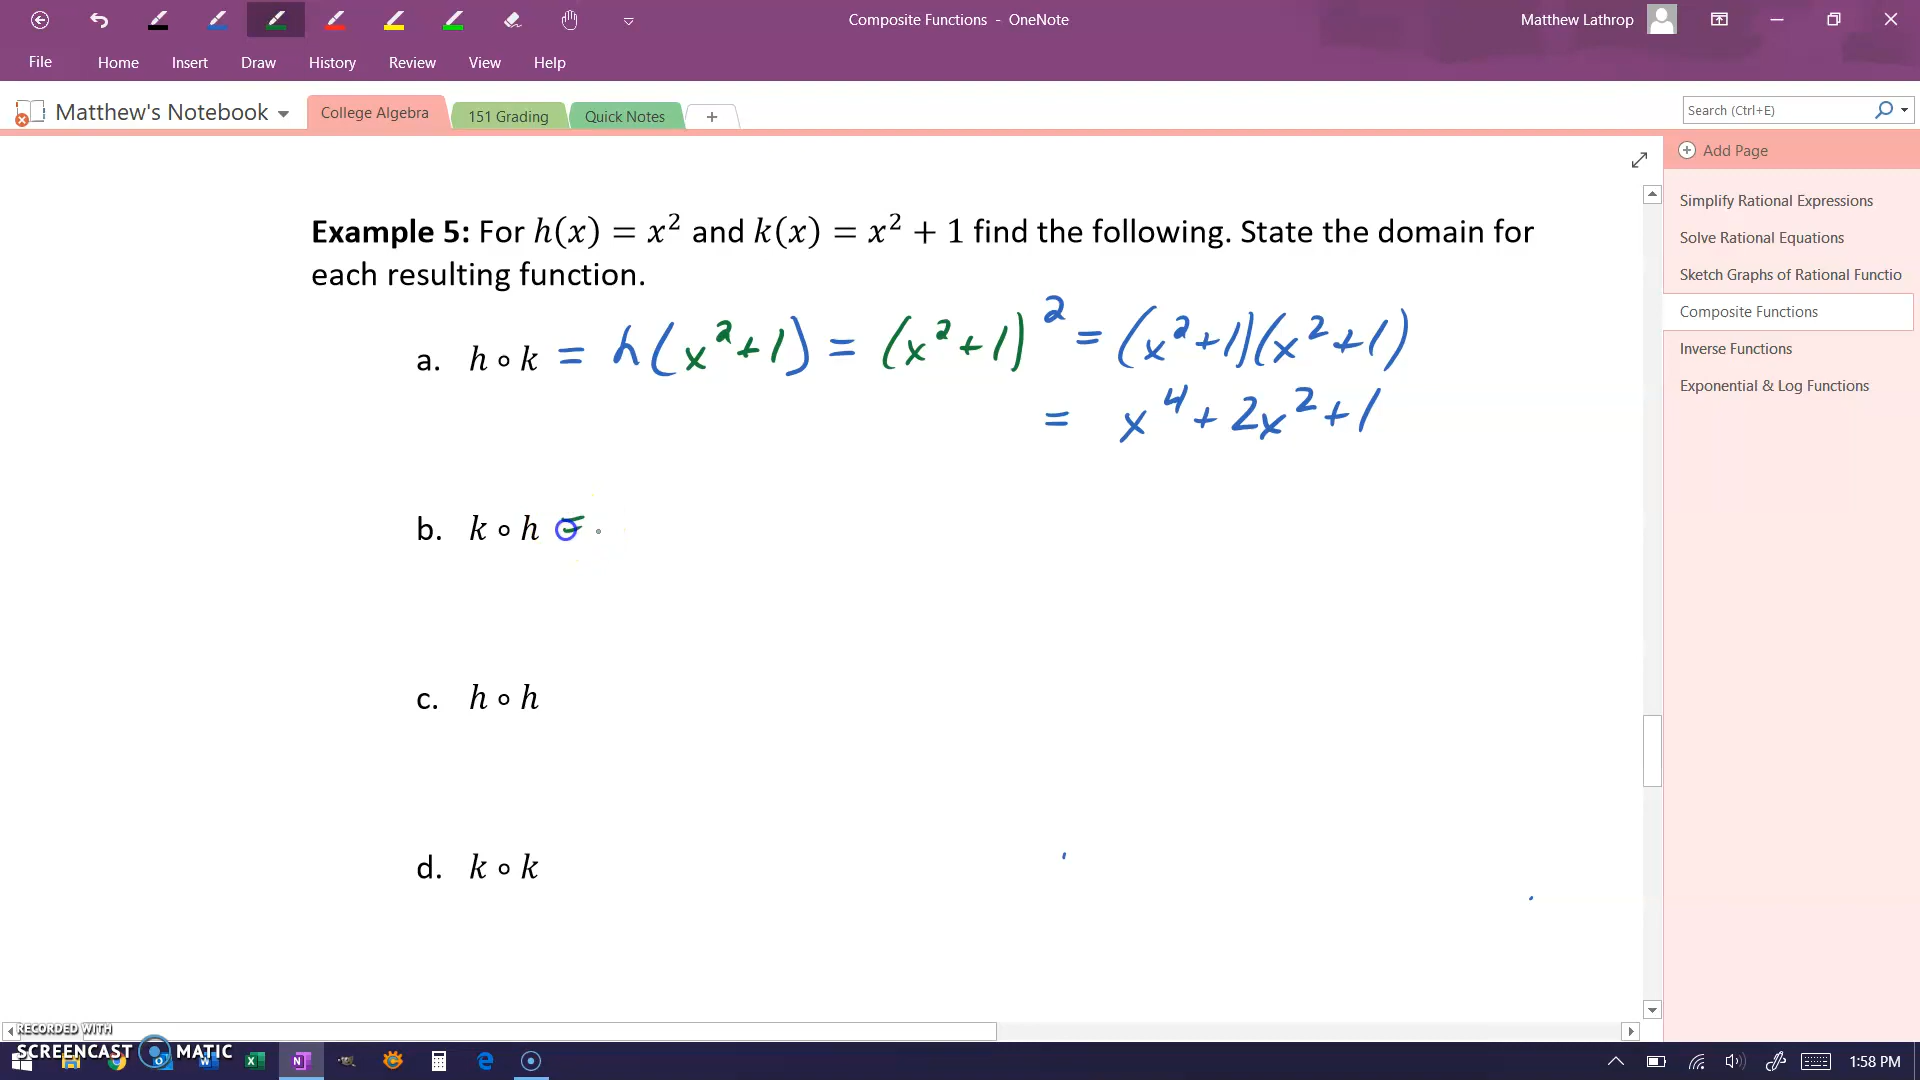 Composite Functions - OneNote
Matthew Lathrop
File Home Insert Draw History Review View Help
Matthew's Notebook
College Algebra
151 Grading
Quick Notes
+
Search (Ctrl+E)
Add Page
Simplify Rational Expressions
Solve Rational Equations
Sketch Graphs of Rational Functio
Composite Functions
Inverse Functions
Exponential & Log Functions
Example 5: For h(x) = x² and k(x) = x² + 1 find the following. State the domain for
each resulting function.
a. h ∘ k = h(x²+1) = (x²+1)² = (x²+1)(x²+1)
= x⁴ + 2x² + 1
b. k ∘ h =
c. h ∘ h
d. k ∘ k
RECORDED WITH
SCREENCAST MATIC
1:58 PM